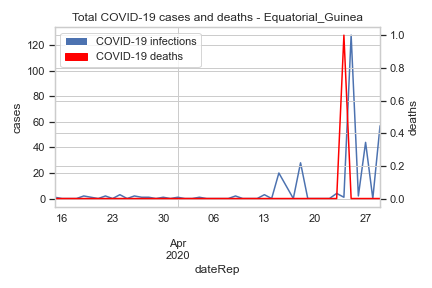 Total COVID-19 cases and deaths - Equatorial_Guinea
COVID-19 infections
COVID-19 deaths
cases
120
100
80
60
40
20
0
deaths
1.0
0.8
0.6
0.4
0.2
0.0
16 23 30 06 13 20 27
Apr
2020
dateRep